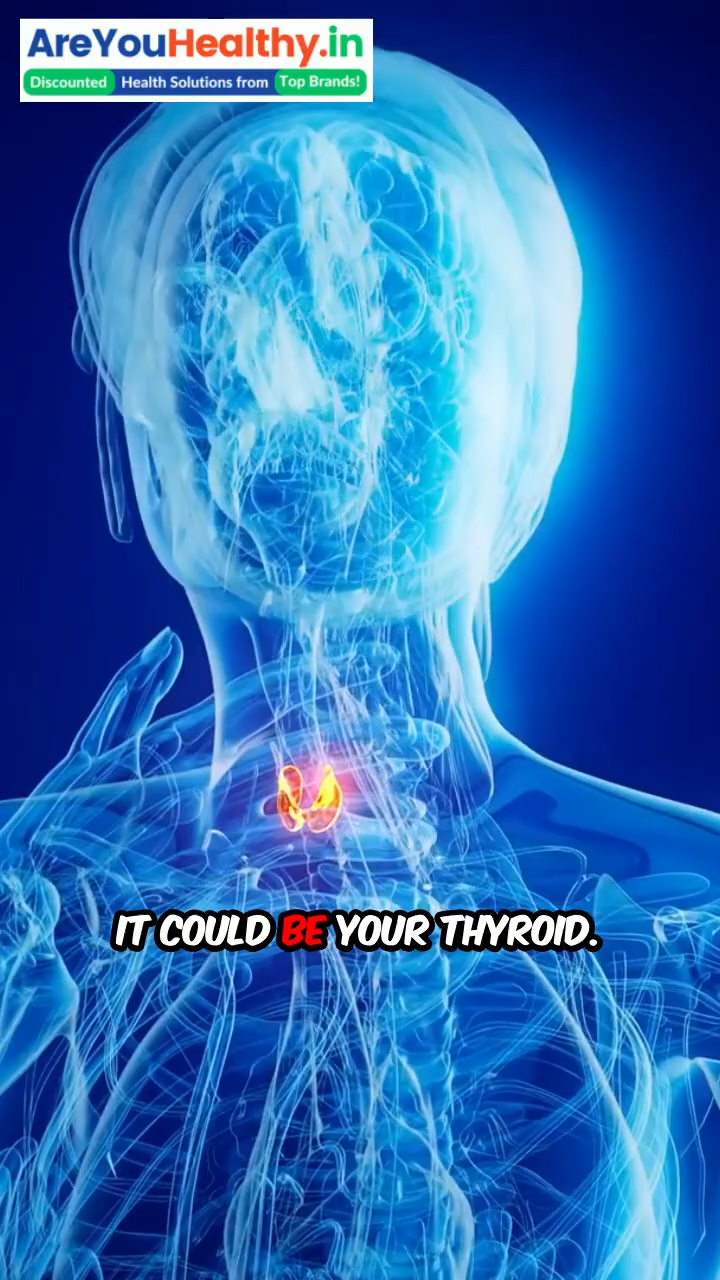 AreYouHealthy.in
Discounted Health Solutions from Top Brands!
IT COULD BE YOUR THYROID.